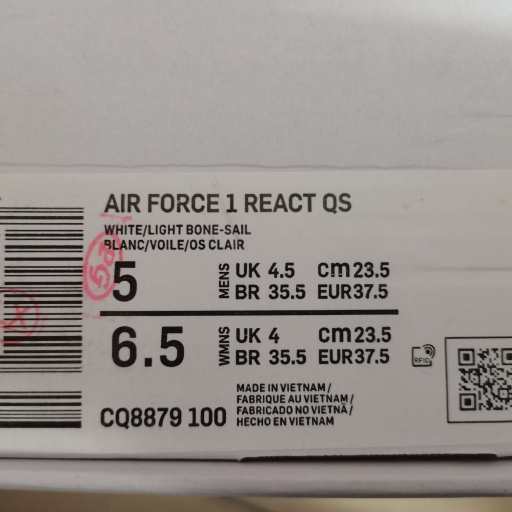 AIR FORCE 1 REACT QS
WHITE/LIGHT BONE-SAIL
BLANC/VOILE/OS CLAIR
5 MENS UK 4.5 cm 23.5
BR 35.5 EUR 37.5
6.5 WMNS UK 4 cm 23.5
BR 35.5 EUR 37.5
RFID
CQ8879 100
MADE IN VIETNAM /
FABRIQUE AU VIETNAM /
FABRICADO NO VIETNÃ /
HECHO EN VIETNAM